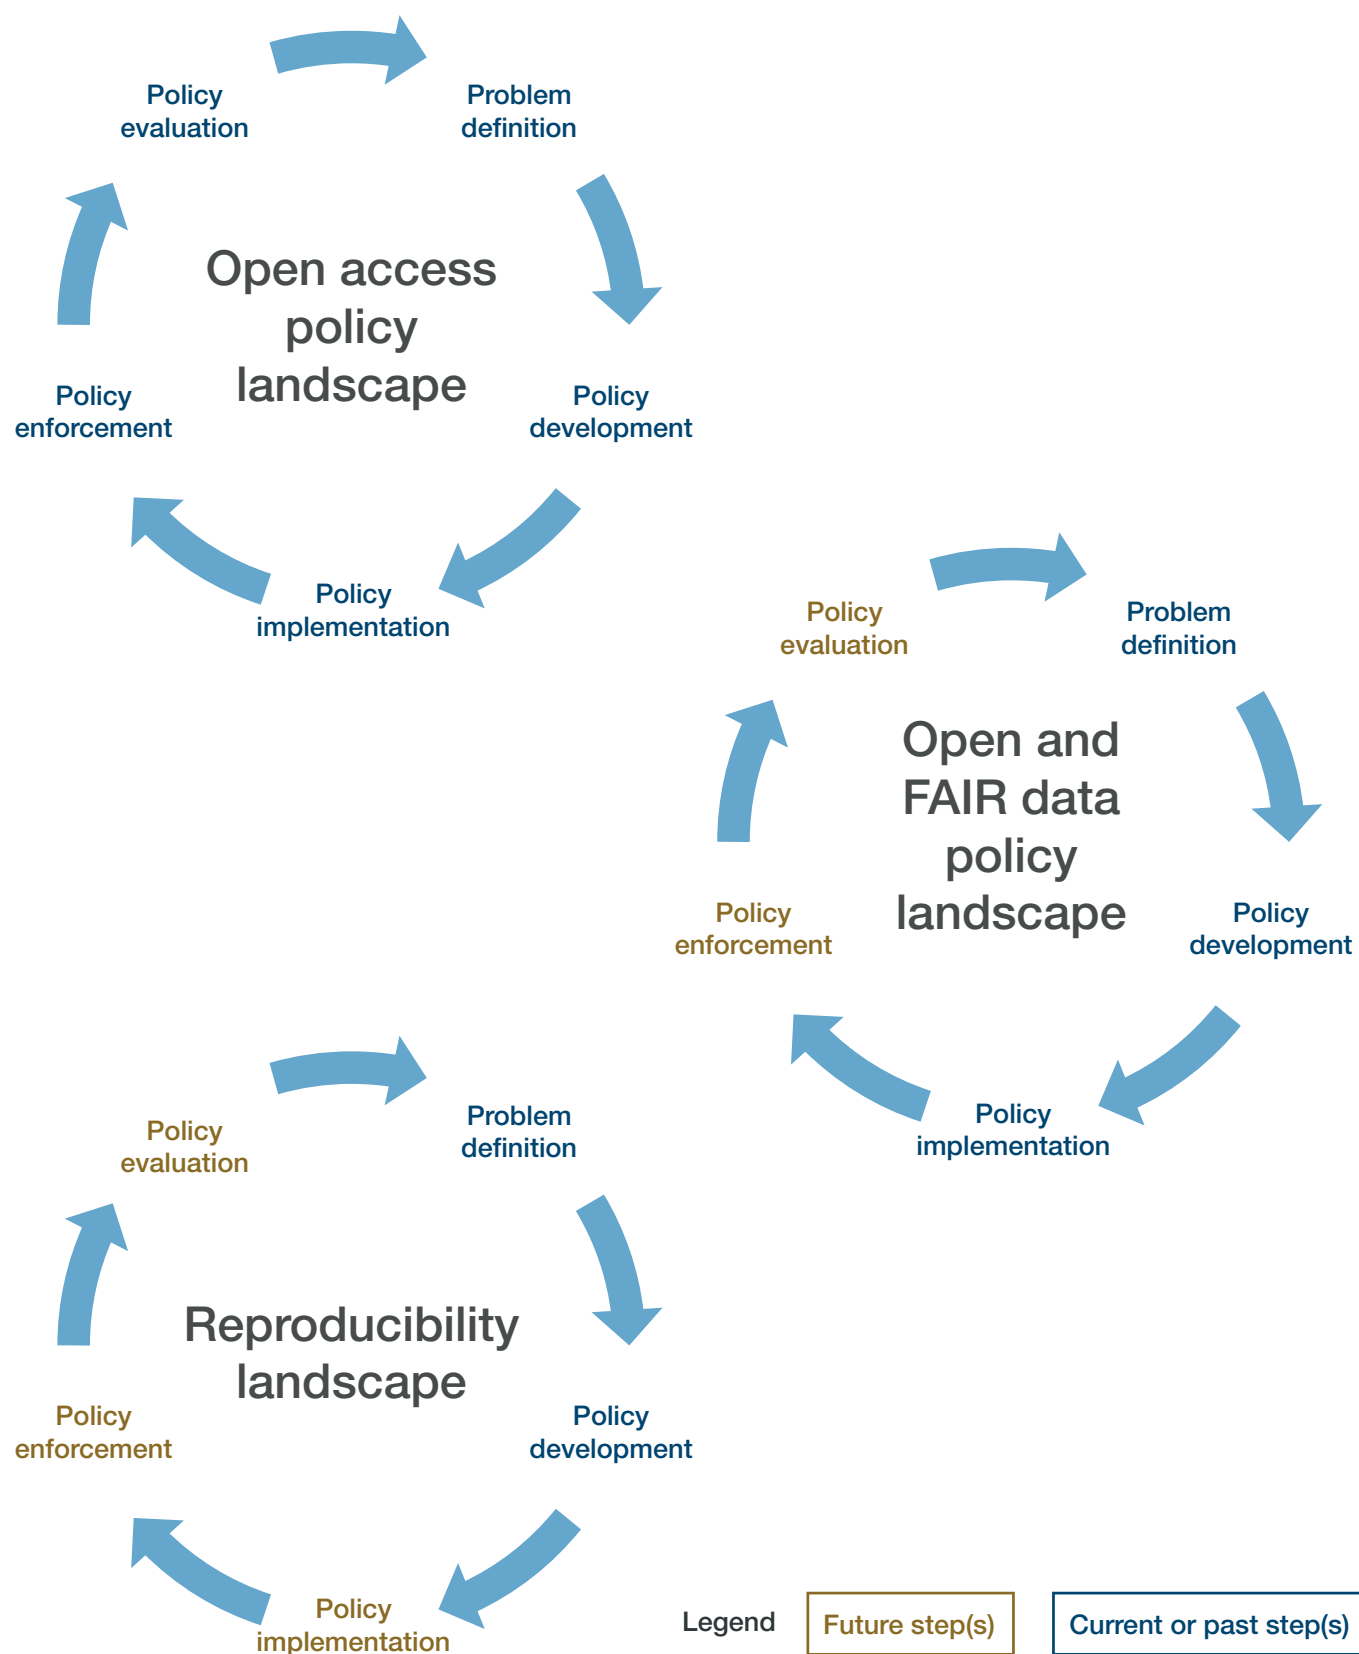 Policy
evaluation
Problem
definition
Open access
policy
landscape
Policy
enforcement
Policy
development
Policy
implementation
Policy
evaluation
Problem
definition
Open and
FAIR data
policy
landscape
Policy
enforcement
Policy
development
Policy
implementation
Policy
evaluation
Problem
definition
Reproducibility
landscape
Policy
enforcement
Policy
development
Policy
implementation
Legend
Future step(s)
Current or past step(s)